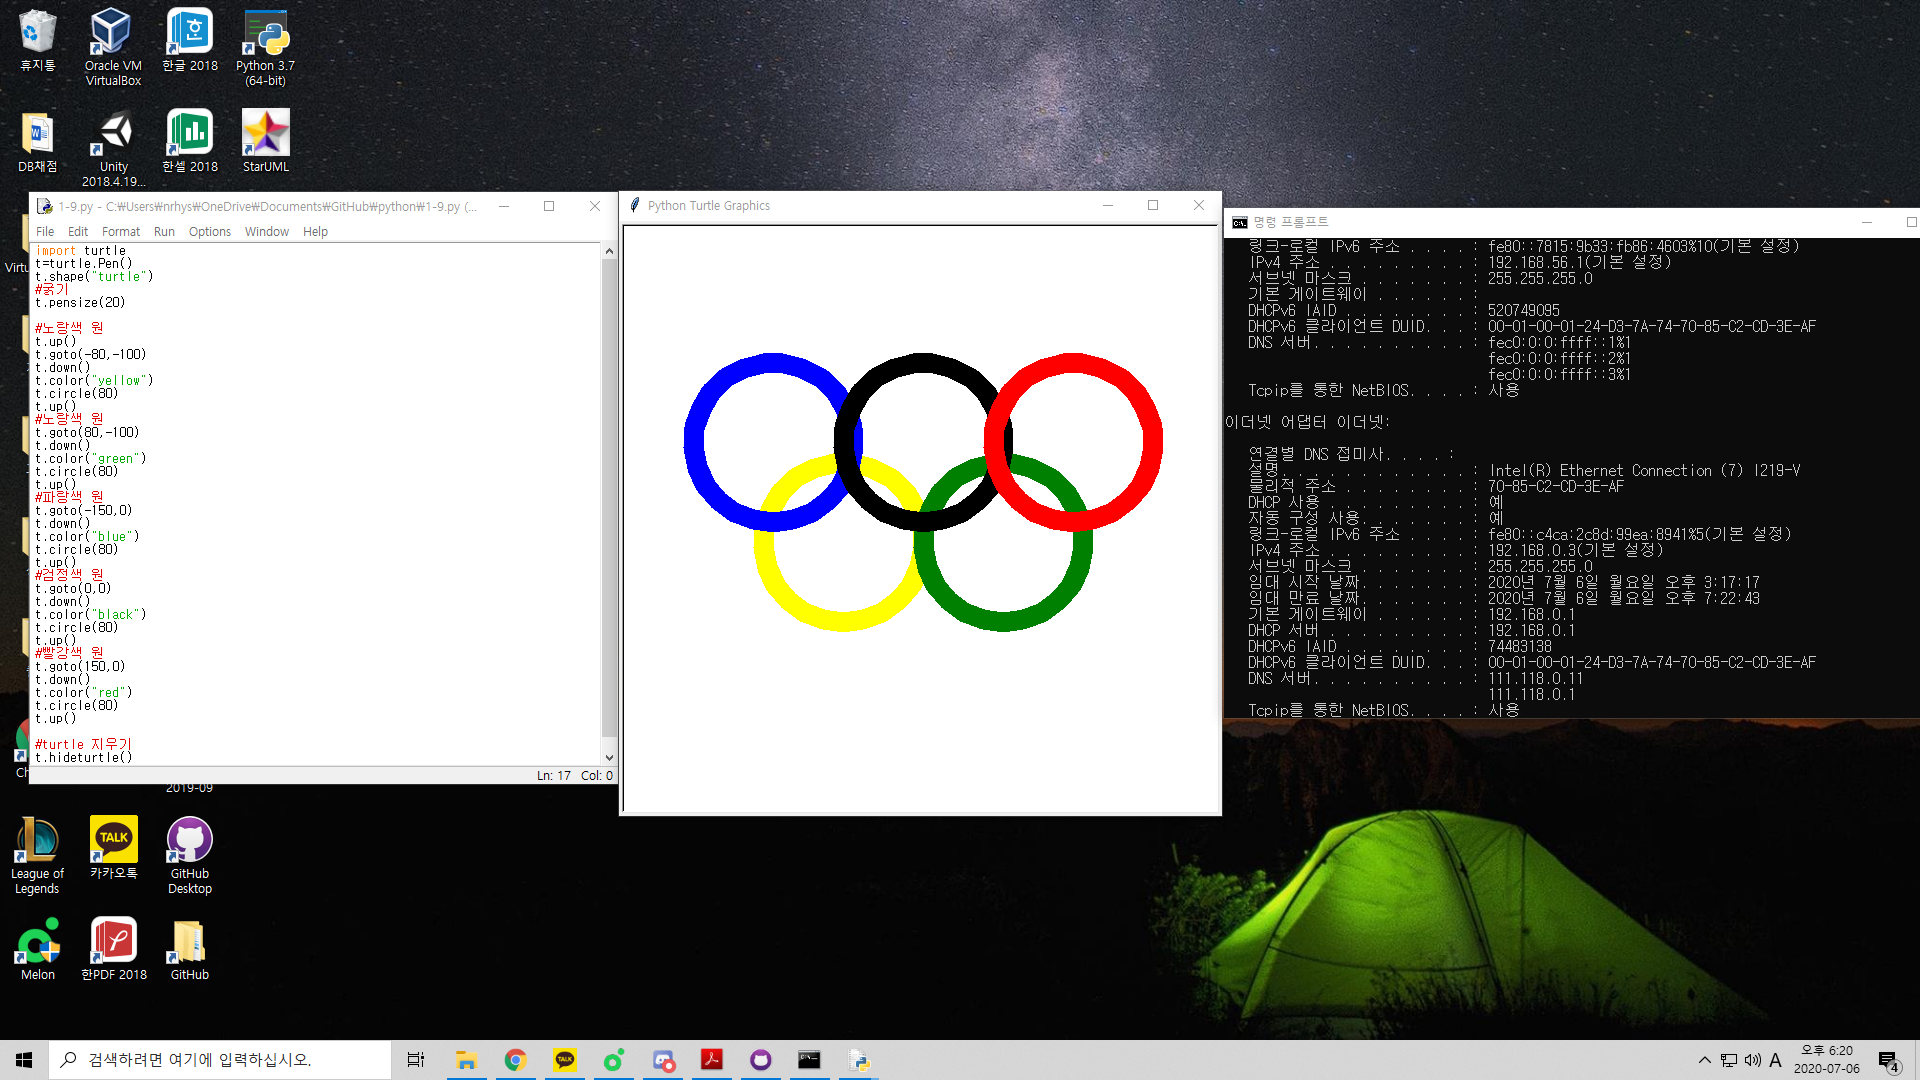 휴지통
Oracle VM
VirtualBox
한글 2018
Python 3.7
(64-bit)
DB채점
Unity
2018.4.19...
한셀 2018
StarUML
1-9.py - C:₩Users₩nrhys₩OneDrive₩Documents₩GitHub₩python₩1-9.py (...
File Edit Format Run Options Window Help
import turtle
t=turtle.Pen()
t.shape("turtle")
#굵기
t.pensize(20)
#노랑색 원
t.up()
t.goto(-80,-100)
t.down()
t.color("yellow")
t.circle(80)
t.up()
#노랑색 원
t.goto(80,-100)
t.down()
t.color("green")
t.circle(80)
t.up()
#파랑색 원
t.goto(-150,0)
t.down()
t.color("blue")
t.circle(80)
t.up()
#검정색 원
t.goto(0,0)
t.down()
t.color("black")
t.circle(80)
t.up()
#빨강색 원
t.goto(150,0)
t.down()
t.color("red")
t.circle(80)
t.up()
#turtle 지우기
t.hideturtle()
Ln: 17 Col: 0
Python Turtle Graphics
명령 프롬프트
링크-로컬 IPv6 주소 . . . . : fe80::7815:9b33:fb86:4603%10(기본 설정)
IPv4 주소 . . . . . . . . . : 192.168.56.1(기본 설정)
서브넷 마스크 . . . . . . . : 255.255.255.0
기본 게이트웨이 . . . . . . :
DHCPv6 IAID . . . . . . . . : 520749095
DHCPv6 클라이언트 DUID. . . : 00-01-00-01-24-D3-7A-74-70-85-C2-CD-3E-AF
DNS 서버. . . . . . . . . . : fec0:0:0:ffff::1%1
fec0:0:0:ffff::2%1
fec0:0:0:ffff::3%1
Tcpip를 통한 NetBIOS. . . . : 사용
이더넷 어댑터 이더넷:
연결별 DNS 접미사. . . . :
설명. . . . . . . . . . . . : Intel(R) Ethernet Connection (7) I219-V
물리적 주소 . . . . . . . . : 70-85-C2-CD-3E-AF
DHCP 사용 . . . . . . . . . : 예
자동 구성 사용. . . . . . . : 예
링크-로컬 IPv6 주소 . . . . : fe80::c4ca:2c8d:99ea:8941%5(기본 설정)
IPv4 주소 . . . . . . . . . : 192.168.0.3(기본 설정)
서브넷 마스크 . . . . . . . : 255.255.255.0
임대 시작 날짜. . . . . . . : 2020년 7월 6일 월요일 오후 3:17:17
임대 만료 날짜. . . . . . . : 2020년 7월 6일 월요일 오후 7:22:43
기본 게이트웨이 . . . . . . : 192.168.0.1
DHCP 서버 . . . . . . . . . : 192.168.0.1
DHCPv6 IAID . . . . . . . . : 74483138
DHCPv6 클라이언트 DUID. . . : 00-01-00-01-24-D3-7A-74-70-85-C2-CD-3E-AF
DNS 서버. . . . . . . . . . : 111.118.0.11
111.118.0.1
Tcpip를 통한 NetBIOS. . . . : 사용
2019-09
League of
Legends
TALK
카카오톡
GitHub
Desktop
Melon
한PDF 2018
GitHub
검색하려면 여기에 입력하십시오.
TALK
A
오후 6:20
2020-07-06
4